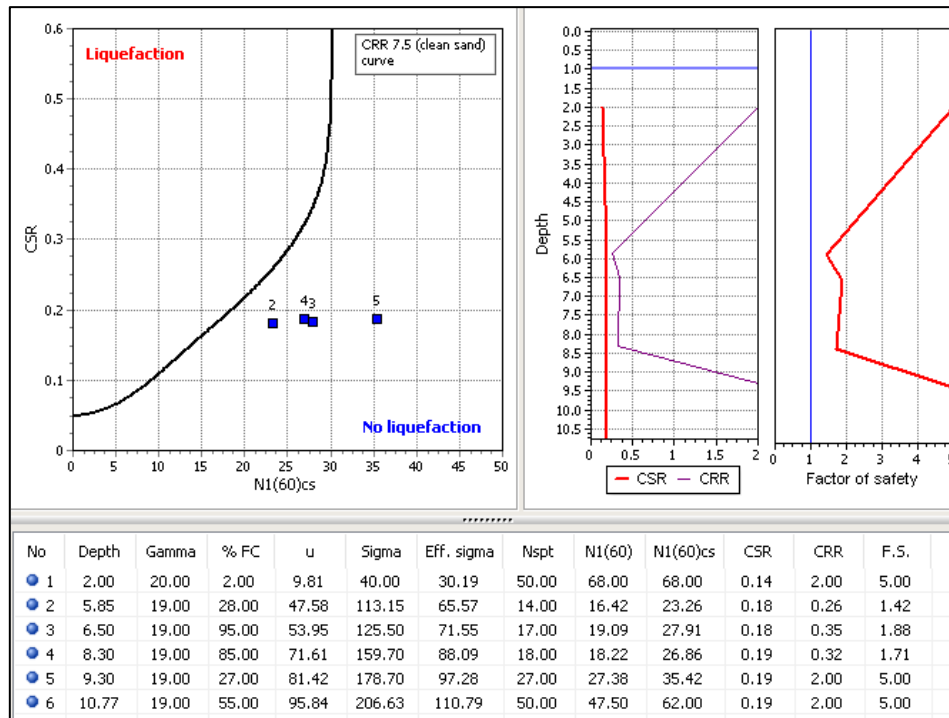 Liquefaction
CRR 7.5 (clean sand)
curve
0.6
0.5
0.4
0.3
0.2
0.1
0
CSR
2
4
3
5
No liquefaction
0 5 10 15 20 25 30 35 40 45 50
N1(60)cs
0.0
0.5
1.0
1.5
2.0
2.5
3.0
3.5
4.0
4.5
5.0
5.5
6.0
6.5
7.0
7.5
8.0
8.5
9.0
9.5
10.0
10.5
Depth
0 0.5 1 1.5 2
CSR CRR
0 1 2 3 4 5
Factor of safety
No Depth Gamma % FC u Sigma Eff. sigma Nspt N1(60) N1(60)cs CSR CRR F.S.
1 2.00 20.00 2.00 9.81 40.00 30.19 50.00 68.00 68.00 0.14 2.00 5.00
2 5.85 19.00 28.00 47.58 113.15 65.57 14.00 16.42 23.26 0.18 0.26 1.42
3 6.50 19.00 95.00 53.95 125.50 71.55 17.00 19.09 27.91 0.18 0.35 1.88
4 8.30 19.00 85.00 71.61 159.70 88.09 18.00 18.22 26.86 0.19 0.32 1.71
5 9.30 19.00 27.00 81.42 178.70 97.28 27.00 27.38 35.42 0.19 2.00 5.00
6 10.77 19.00 55.00 95.84 206.63 110.79 50.00 47.50 62.00 0.19 2.00 5.00